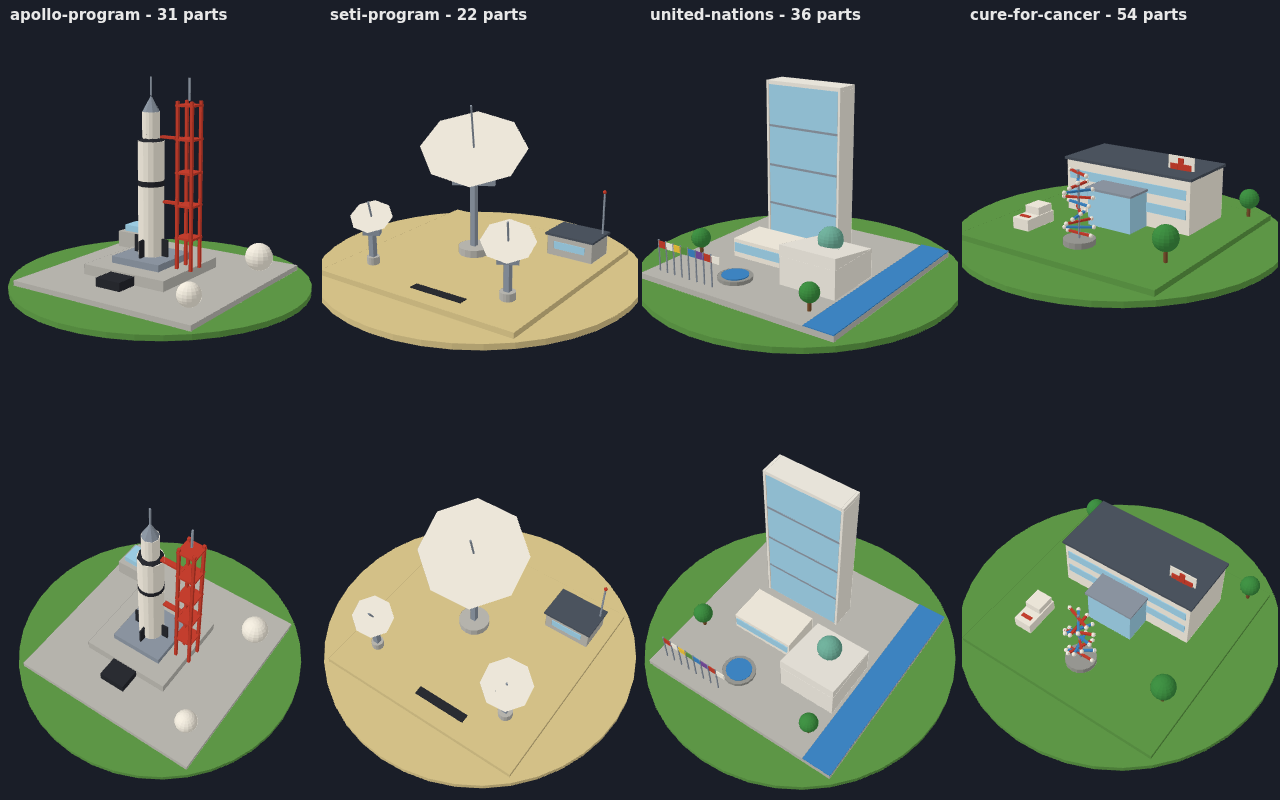 apollo-program - 31 parts
seti-program - 22 parts
united-nations - 36 parts
cure-for-cancer - 54 parts